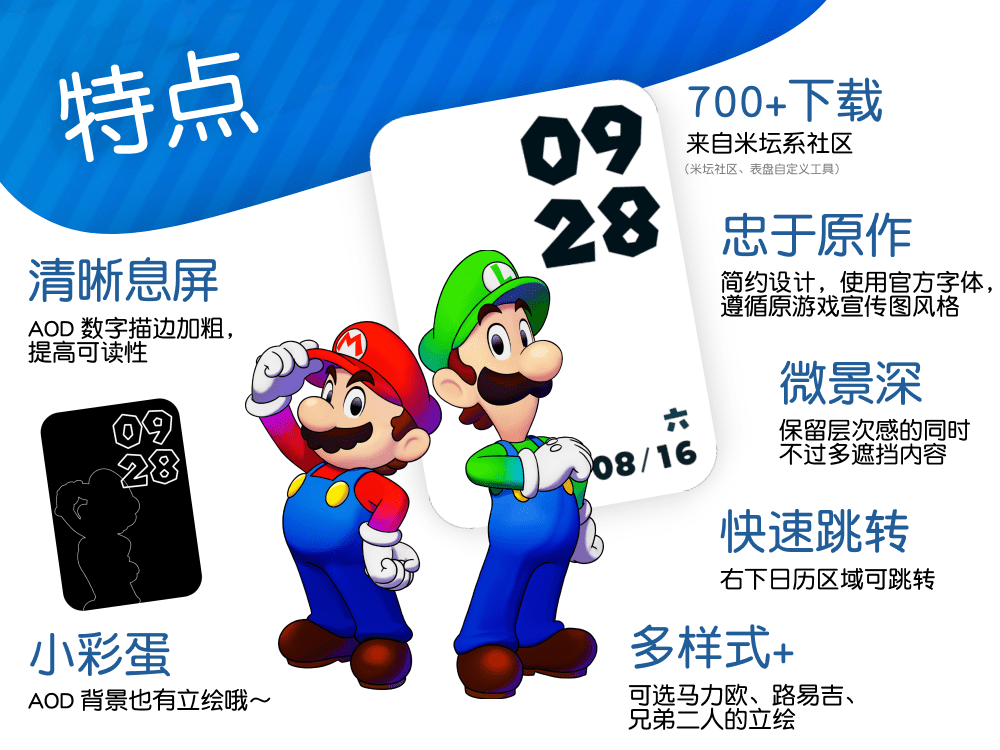 特点
700+下载
来自米坛系社区
(米坛社区、表盘自定义工具)
忠于原作
简约设计，使用官方字体，
遵循原游戏宣传图风格
微景深
保留层次感的同时
不过多遮挡内容
快速跳转
右下日历区域可跳转
多样式+
可选马力欧、路易吉、
兄弟二人的立绘
清晰息屏
AOD 数字描边加粗，
提高可读性
09
28
小彩蛋
AOD 背景也有立绘哦～
09
28
L
M
六
08/16